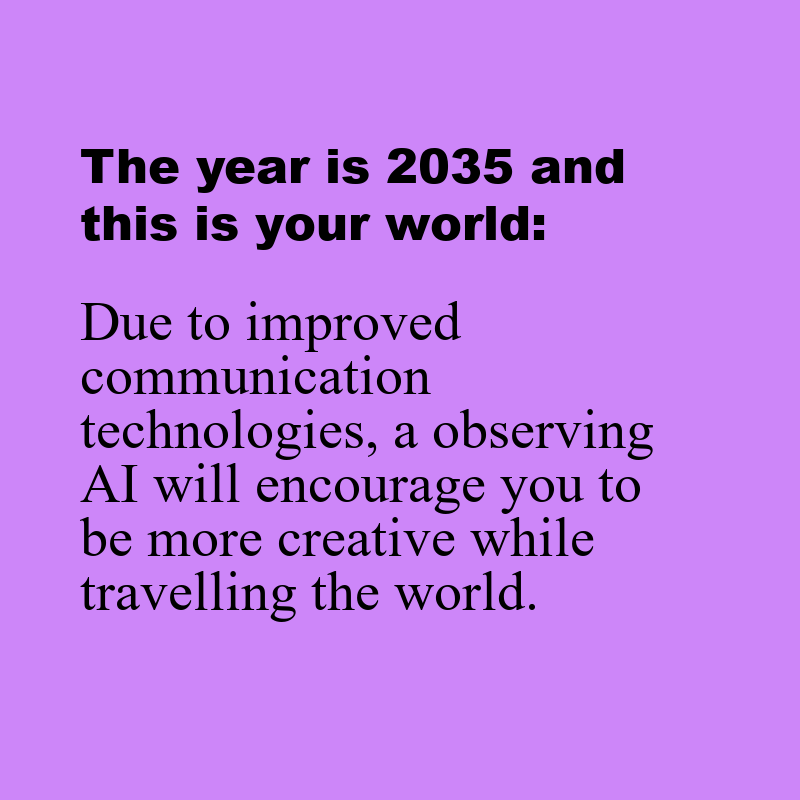 The year is 2035 and
this is your world:
Due to improved
communication
technologies, a observing
AI will encourage you to
be more creative while
travelling the world.